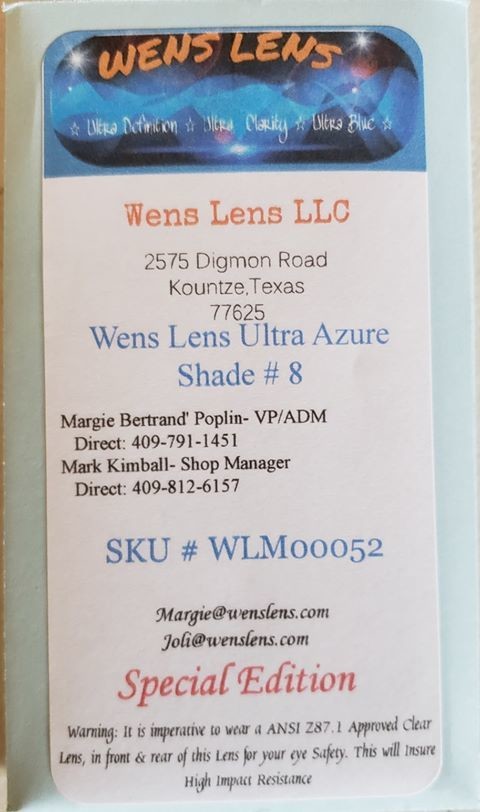 WENS LENS
☆ Ultra Definition ☆ Ultra Clarity ☆ Ultra Blue ☆
Wens Lens LLC
2575 Digmon Road
Kountze,Texas
77625
Wens Lens Ultra Azure
Shade # 8
Margie Bertrand' Poplin- VP/ADM
Direct: 409-791-1451
Mark Kimball- Shop Manager
Direct: 409-812-6157
SKU # WLM00052
Margie@wenslens.com
Joli@wenslens.com
Special Edition
Warning: It is imperative to wear a ANSI Z87.1 Approved Clear
Lens, in front & rear of this Lens for your eye Safety. This will Insure
High Impact Resistance